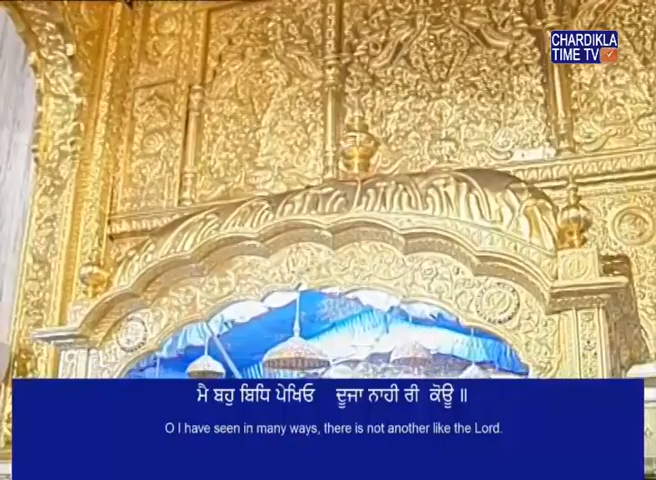 CHARDIKLA
TIME TV
ਮੈ ਬਹੁ ਬਿਧਿ ਪੇਖਿਓ ਦੂਜਾ ਨਾਹੀ ਰੀ ਕੋਊ ॥
O I have seen in many ways, there is not another like the Lord.